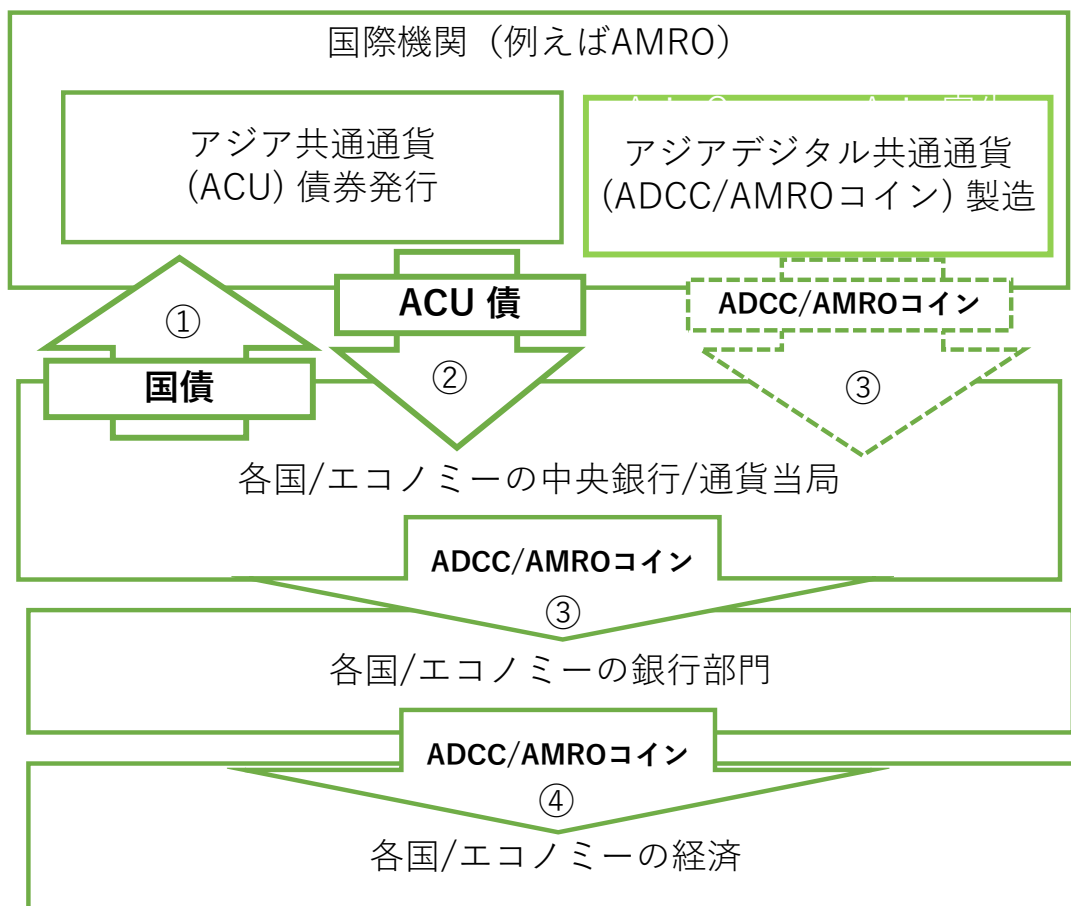 国際機関（例えばAMRO）
アジア共通通貨
(ACU) 債券発行
アジアデジタル共通通貨
(ADCC/AMROコイン) 製造
ACU 債
ADCC/AMROコイン
①
②
③
国債
各国/エコノミーの中央銀行/通貨当局
ADCC/AMROコイン
③
各国/エコノミーの銀行部門
ADCC/AMROコイン
④
各国/エコノミーの経済